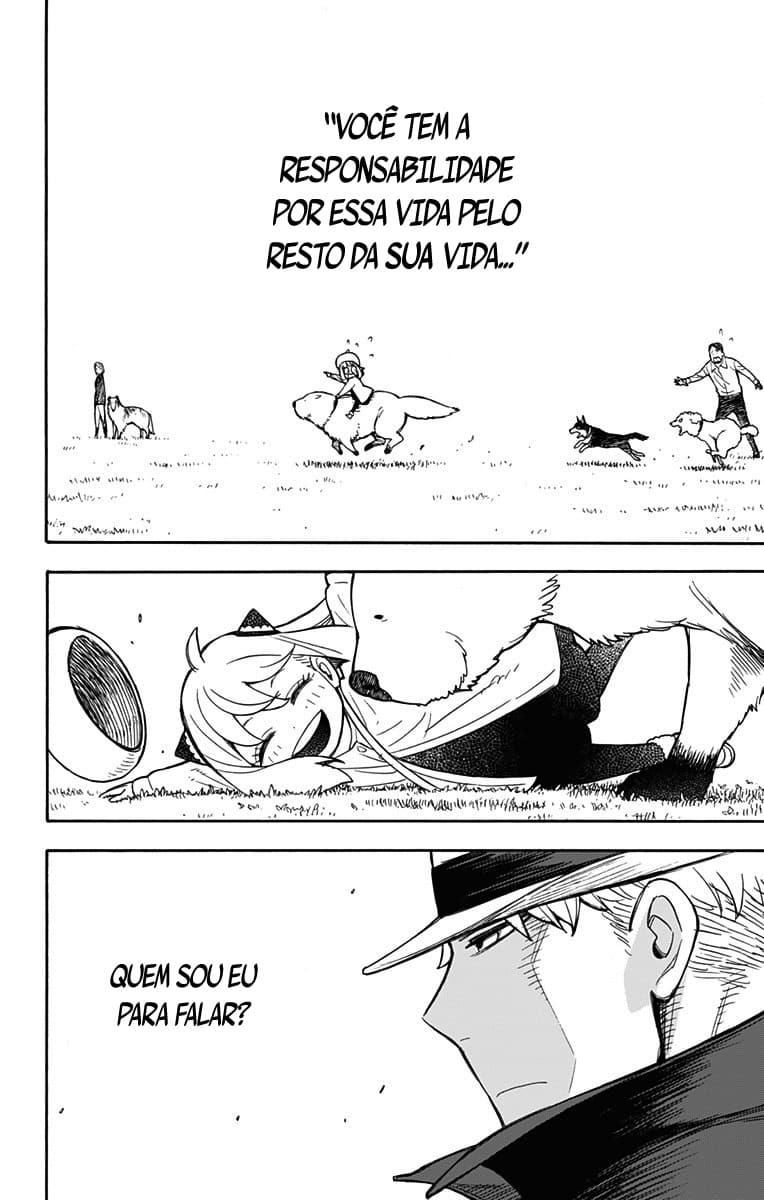 “VOCÊ TEM A
RESPONSABILIDADE
POR ESSA VIDA PELO
RESTO DA SUA VIDA...”
QUEM SOU EU
PARA FALAR?